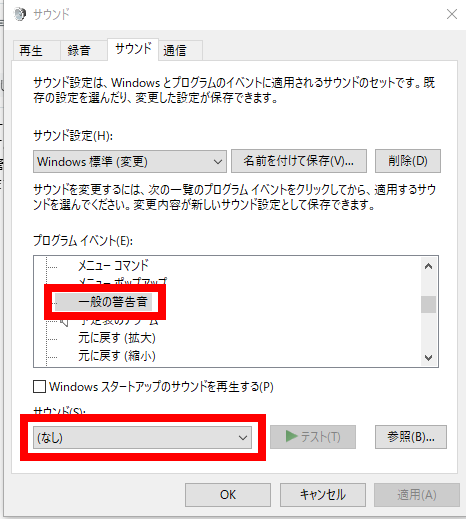 サウンド
再生
録音
サウンド
通信
サウンド設定は、Windows とプログラムのイベントに適用されるサウンドのセットです。既
存の設定を選んだり、変更した設定が保存できます。
サウンド設定(H):
Windows 標準 (変更)
名前を付けて保存(V)...
削除(D)
サウンドを変更するには、次の一覧のプログラム イベントをクリックしてから、適用するサウ
ンドを選んでください。変更内容が新しいサウンド設定として保存できます。
プログラム イベント(E):
メニュー コマンド
メニュー ポップアップ
一般の警告音
予定表のアラーム
元に戻す (拡大)
元に戻す (縮小)
Windows スタートアップのサウンドを再生する(P)
サウンド(S):
(なし)
テスト(T)
参照(B)...
OK
キャンセル
適用(A)